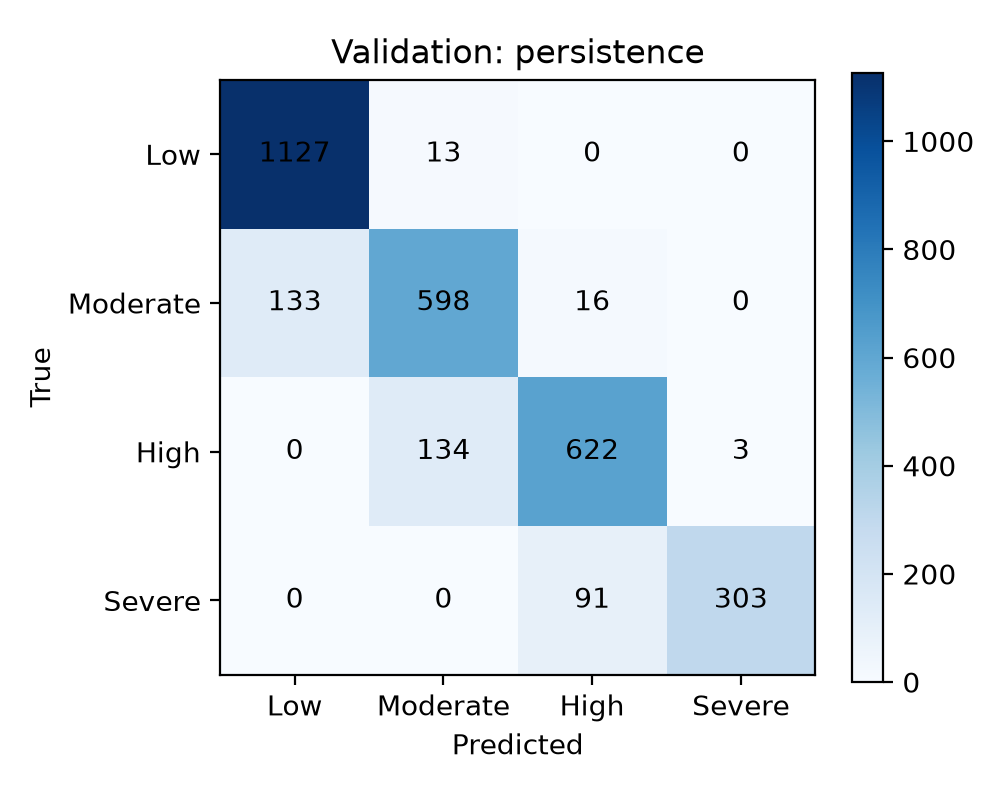 Validation: persistence
Low 1127 13 0 0
Moderate 133 598 16 0
High 0 134 622 3
Severe 0 0 91 303
Low Moderate High Severe
Predicted
True
1000
800
600
400
200
0